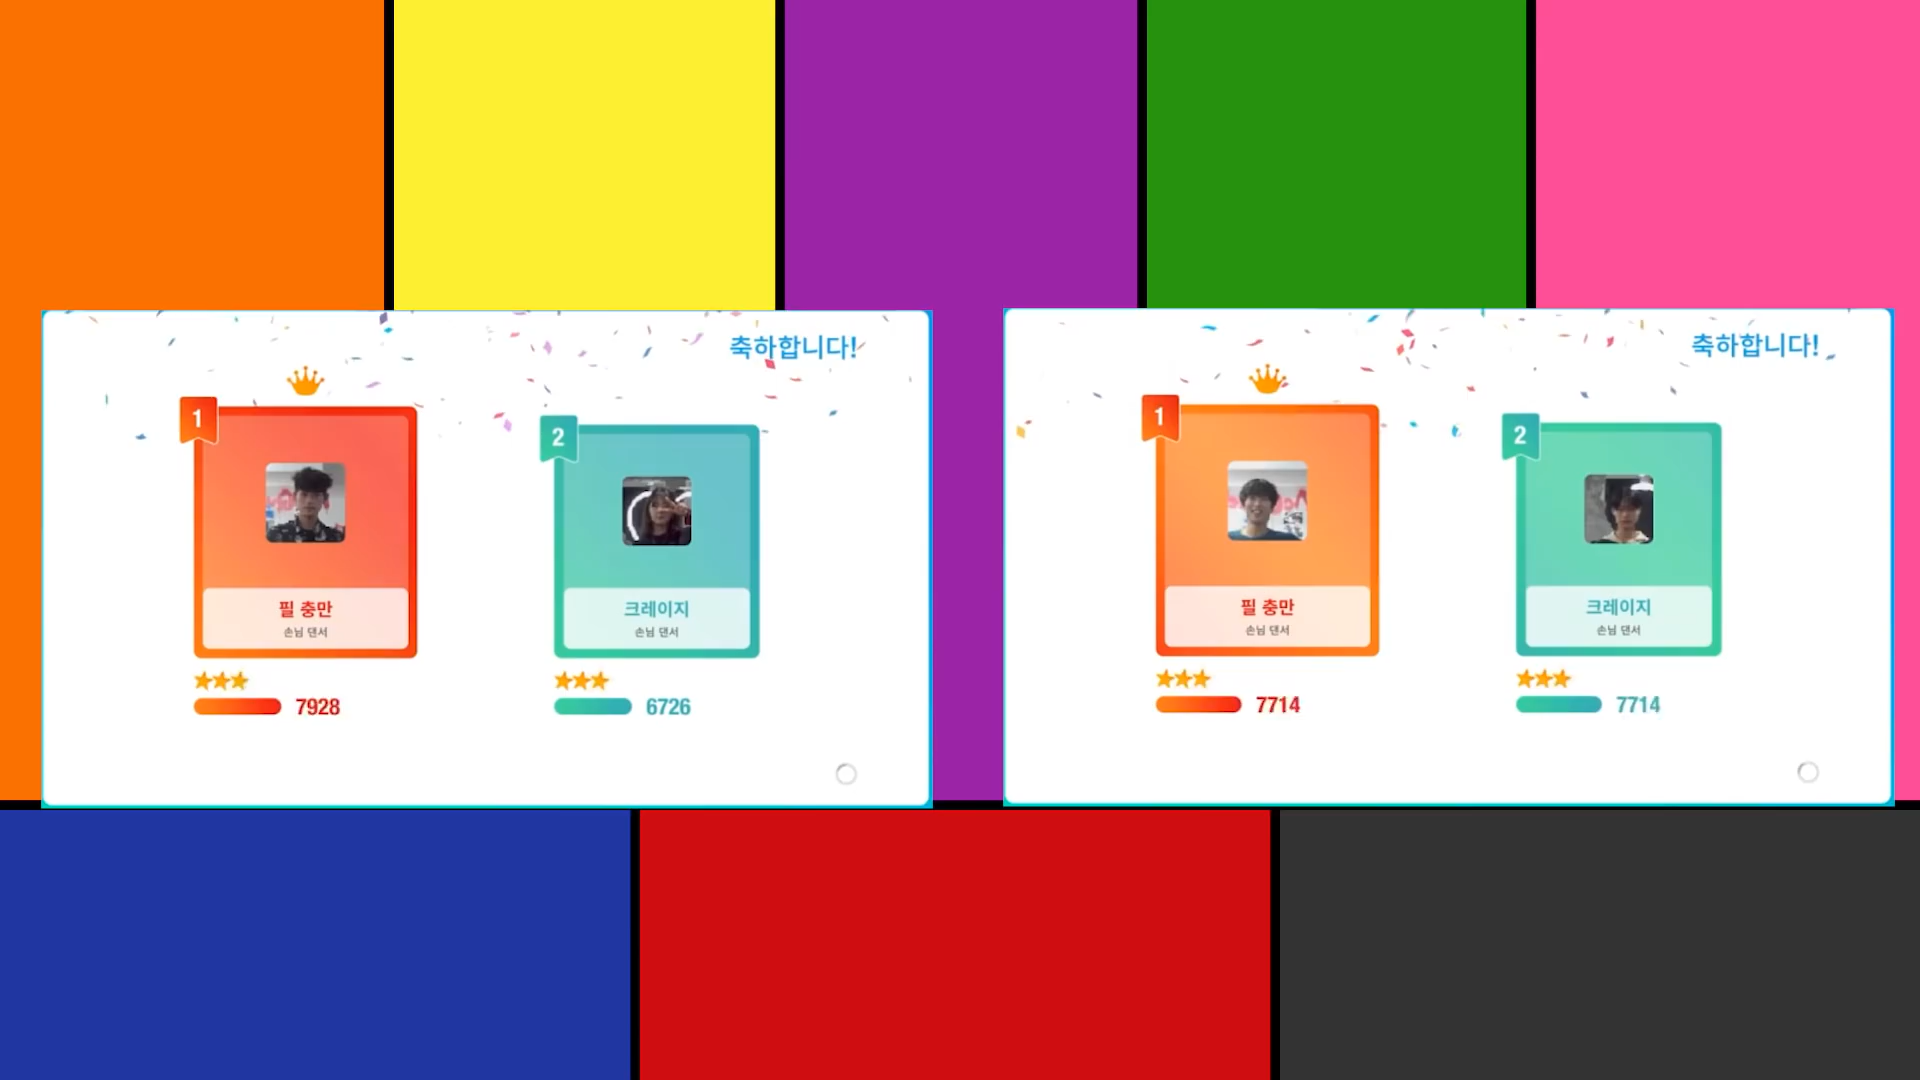 축하합니다!
1
2
필 충만
손님 댄서
크레이지
손님 댄서
7928
6726
축하합니다!
1
2
필 충만
손님 댄서
크레이지
손님 댄서
7714
7714